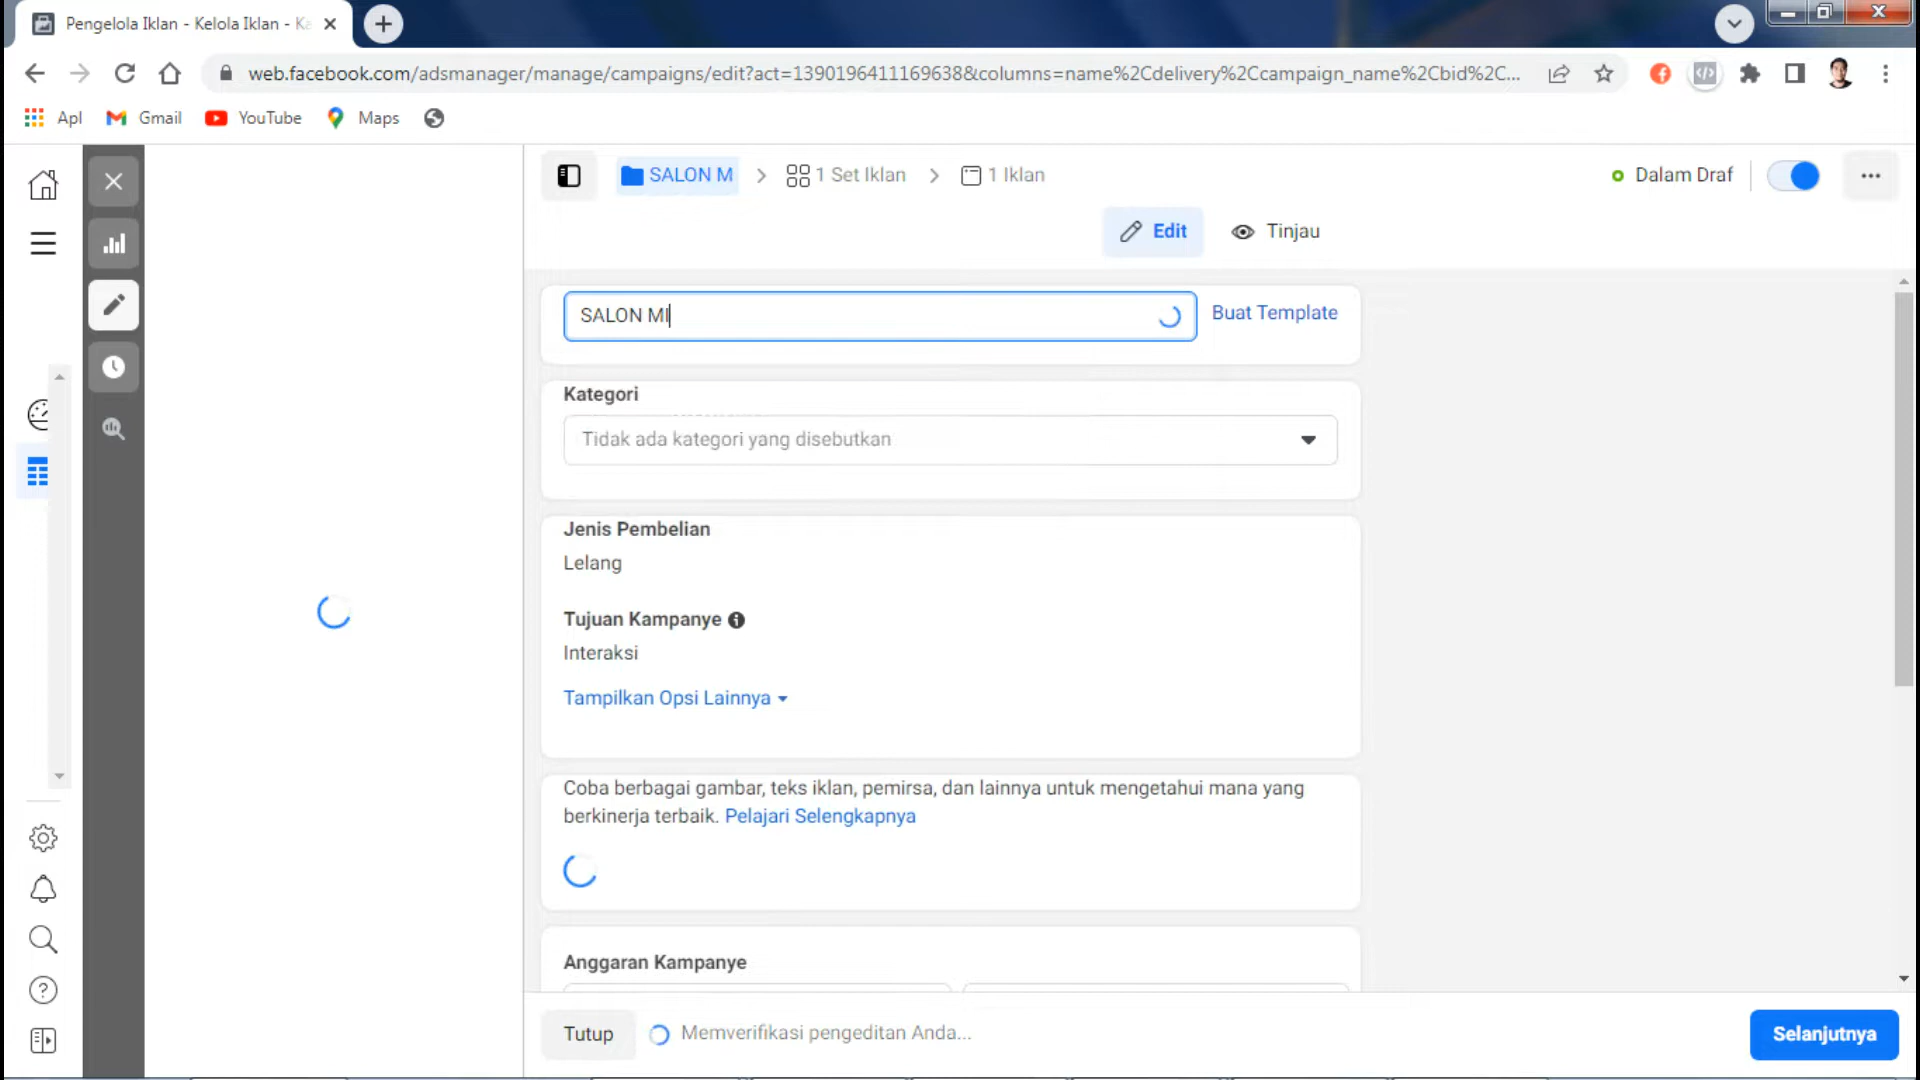 Pengelola Iklan - Kelola Iklan - Ka
web.facebook.com/adsmanager/manage/campaigns/edit?act=1390196411169638&columns=name%2Cdelivery%2Ccampaign_name%2Cbid%2C...
Apl Gmail YouTube Maps
SALON M 1 Set Iklan 1 Iklan Dalam Draf
Edit Tinjau
SALON MI Buat Template
Kategori
Tidak ada kategori yang disebutkan
Jenis Pembelian
Lelang
Tujuan Kampanye
Interaksi
Tampilkan Opsi Lainnya
Coba berbagai gambar, teks iklan, pemirsa, dan lainnya untuk mengetahui mana yang
berkinerja terbaik. Pelajari Selengkapnya
Anggaran Kampanye
Tutup Memverifikasi pengeditan Anda... Selanjutnya